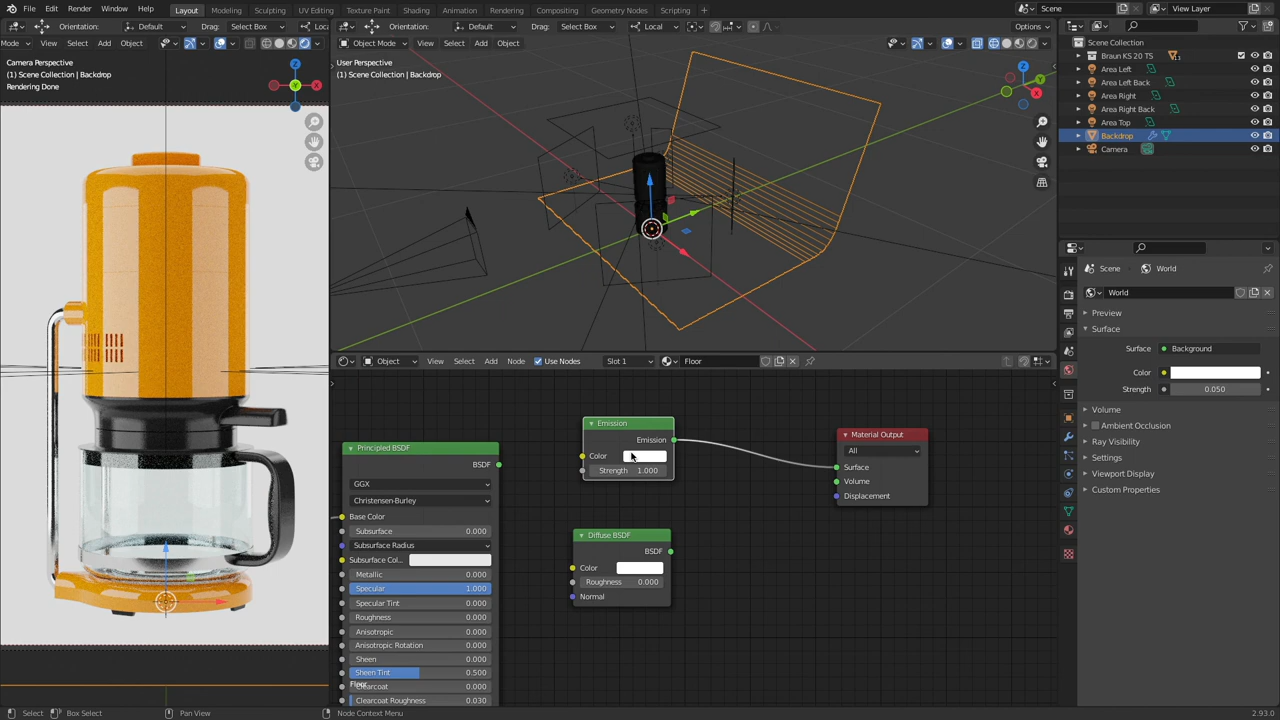 File Edit Render Window Help Layout Modeling Sculpting UV Editing Texture Paint Shading Animation Rendering Compositing Geometry Nodes Scripting + Scene View Layer
Orientation: Default Drag: Select Box Loc Orientation: Default Drag: Select Box Local Options
Mode View Select Add Object Object Mode View Select Add Object
Camera Perspective
(1) Scene Collection | Backdrop
Rendering Done
User Perspective
(1) Scene Collection | Backdrop
Scene Collection
Braun KS 20 TS
Area Left
Area Left Back
Area Right
Area Right Back
Area Top
Backdrop
Camera
Scene World
World
Preview
Surface
Surface Background
Color
Strength 0.050
Volume
Ambient Occlusion
Ray Visibility
Settings
Viewport Display
Custom Properties
Object View Select Add Node Use Nodes Slot 1 Floor
Principled BSDF
BSDF
GGX
Christensen-Burley
Base Color
Subsurface 0.000
Subsurface Radius
Subsurface Col...
Metallic 0.000
Specular 1.000
Specular Tint 0.000
Roughness 0.000
Anisotropic 0.000
Anisotropic Rotation 0.000
Sheen 0.000
Sheen Tint 0.500
Floor
Clearcoat 0.000
Clearcoat Roughness 0.030
Emission
Emission
Color
Strength 1.000
Diffuse BSDF
BSDF
Color
Roughness 0.000
Normal
Material Output
All
Surface
Volume
Displacement
Select Box Select Pan View Node Context Menu 2.93.0